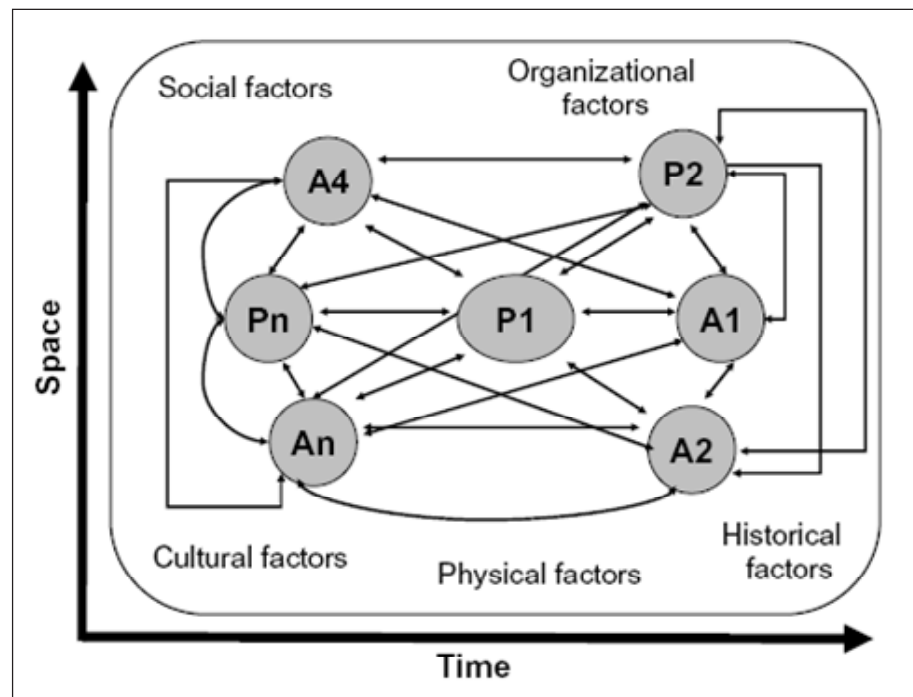 Social factors
Organizational
factors
A4
P2
Pn
P1
A1
An
A2
Space
Cultural factors
Physical factors
Historical
factors
Time